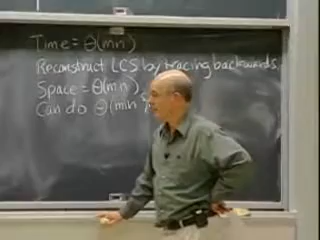 Time = Θ(mn)
Reconstruct LCS by tracing backwards.
Space = Θ(mn)
Can do Θ(min